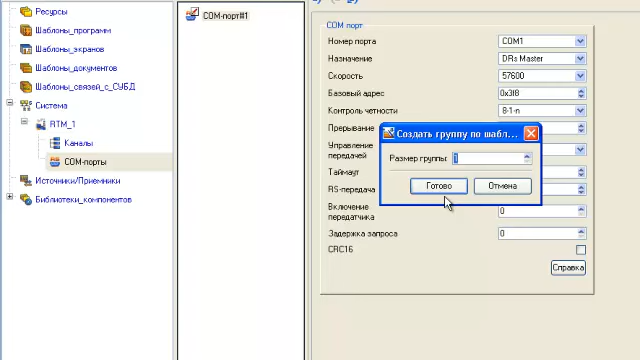 Ресурсы
Шаблоны_программ
Шаблоны_экранов
Шаблоны_документов
Шаблоны_связей_с_СУБД
Система
RTM_1
Каналы
COM-порты
Источники/Приемники
Библиотеки_компонентов
COM-порт#1
COM порт
Номер порта COM1
Назначение DRs Master
Скорость 57600
Базовый адрес 0x3f8
Контроль четности 8-1-n
Прерывание
Управление передачей
Таймаут
RS-передача
Включение передатчика 0
Задержка запроса 0
CRC16
Справка
Создать группу по шабл...
Размер группы: 1
Готово Отмена